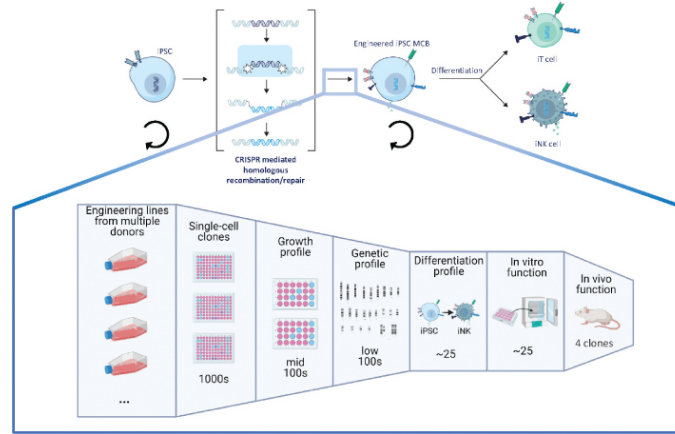 iPSC
Engineered iPSC MCB
Differentiation
iT cell
iNK cell
CRISPR mediated
homologous
recombination/repair
Engineering lines
from multiple
donors
...
Single-cell
clones
1000s
Growth
profile
mid
100s
Genetic
profile
low
100s
Differentiation
profile
iPSC
iNK
~25
In vitro
function
~25
In vivo
function
4 clones